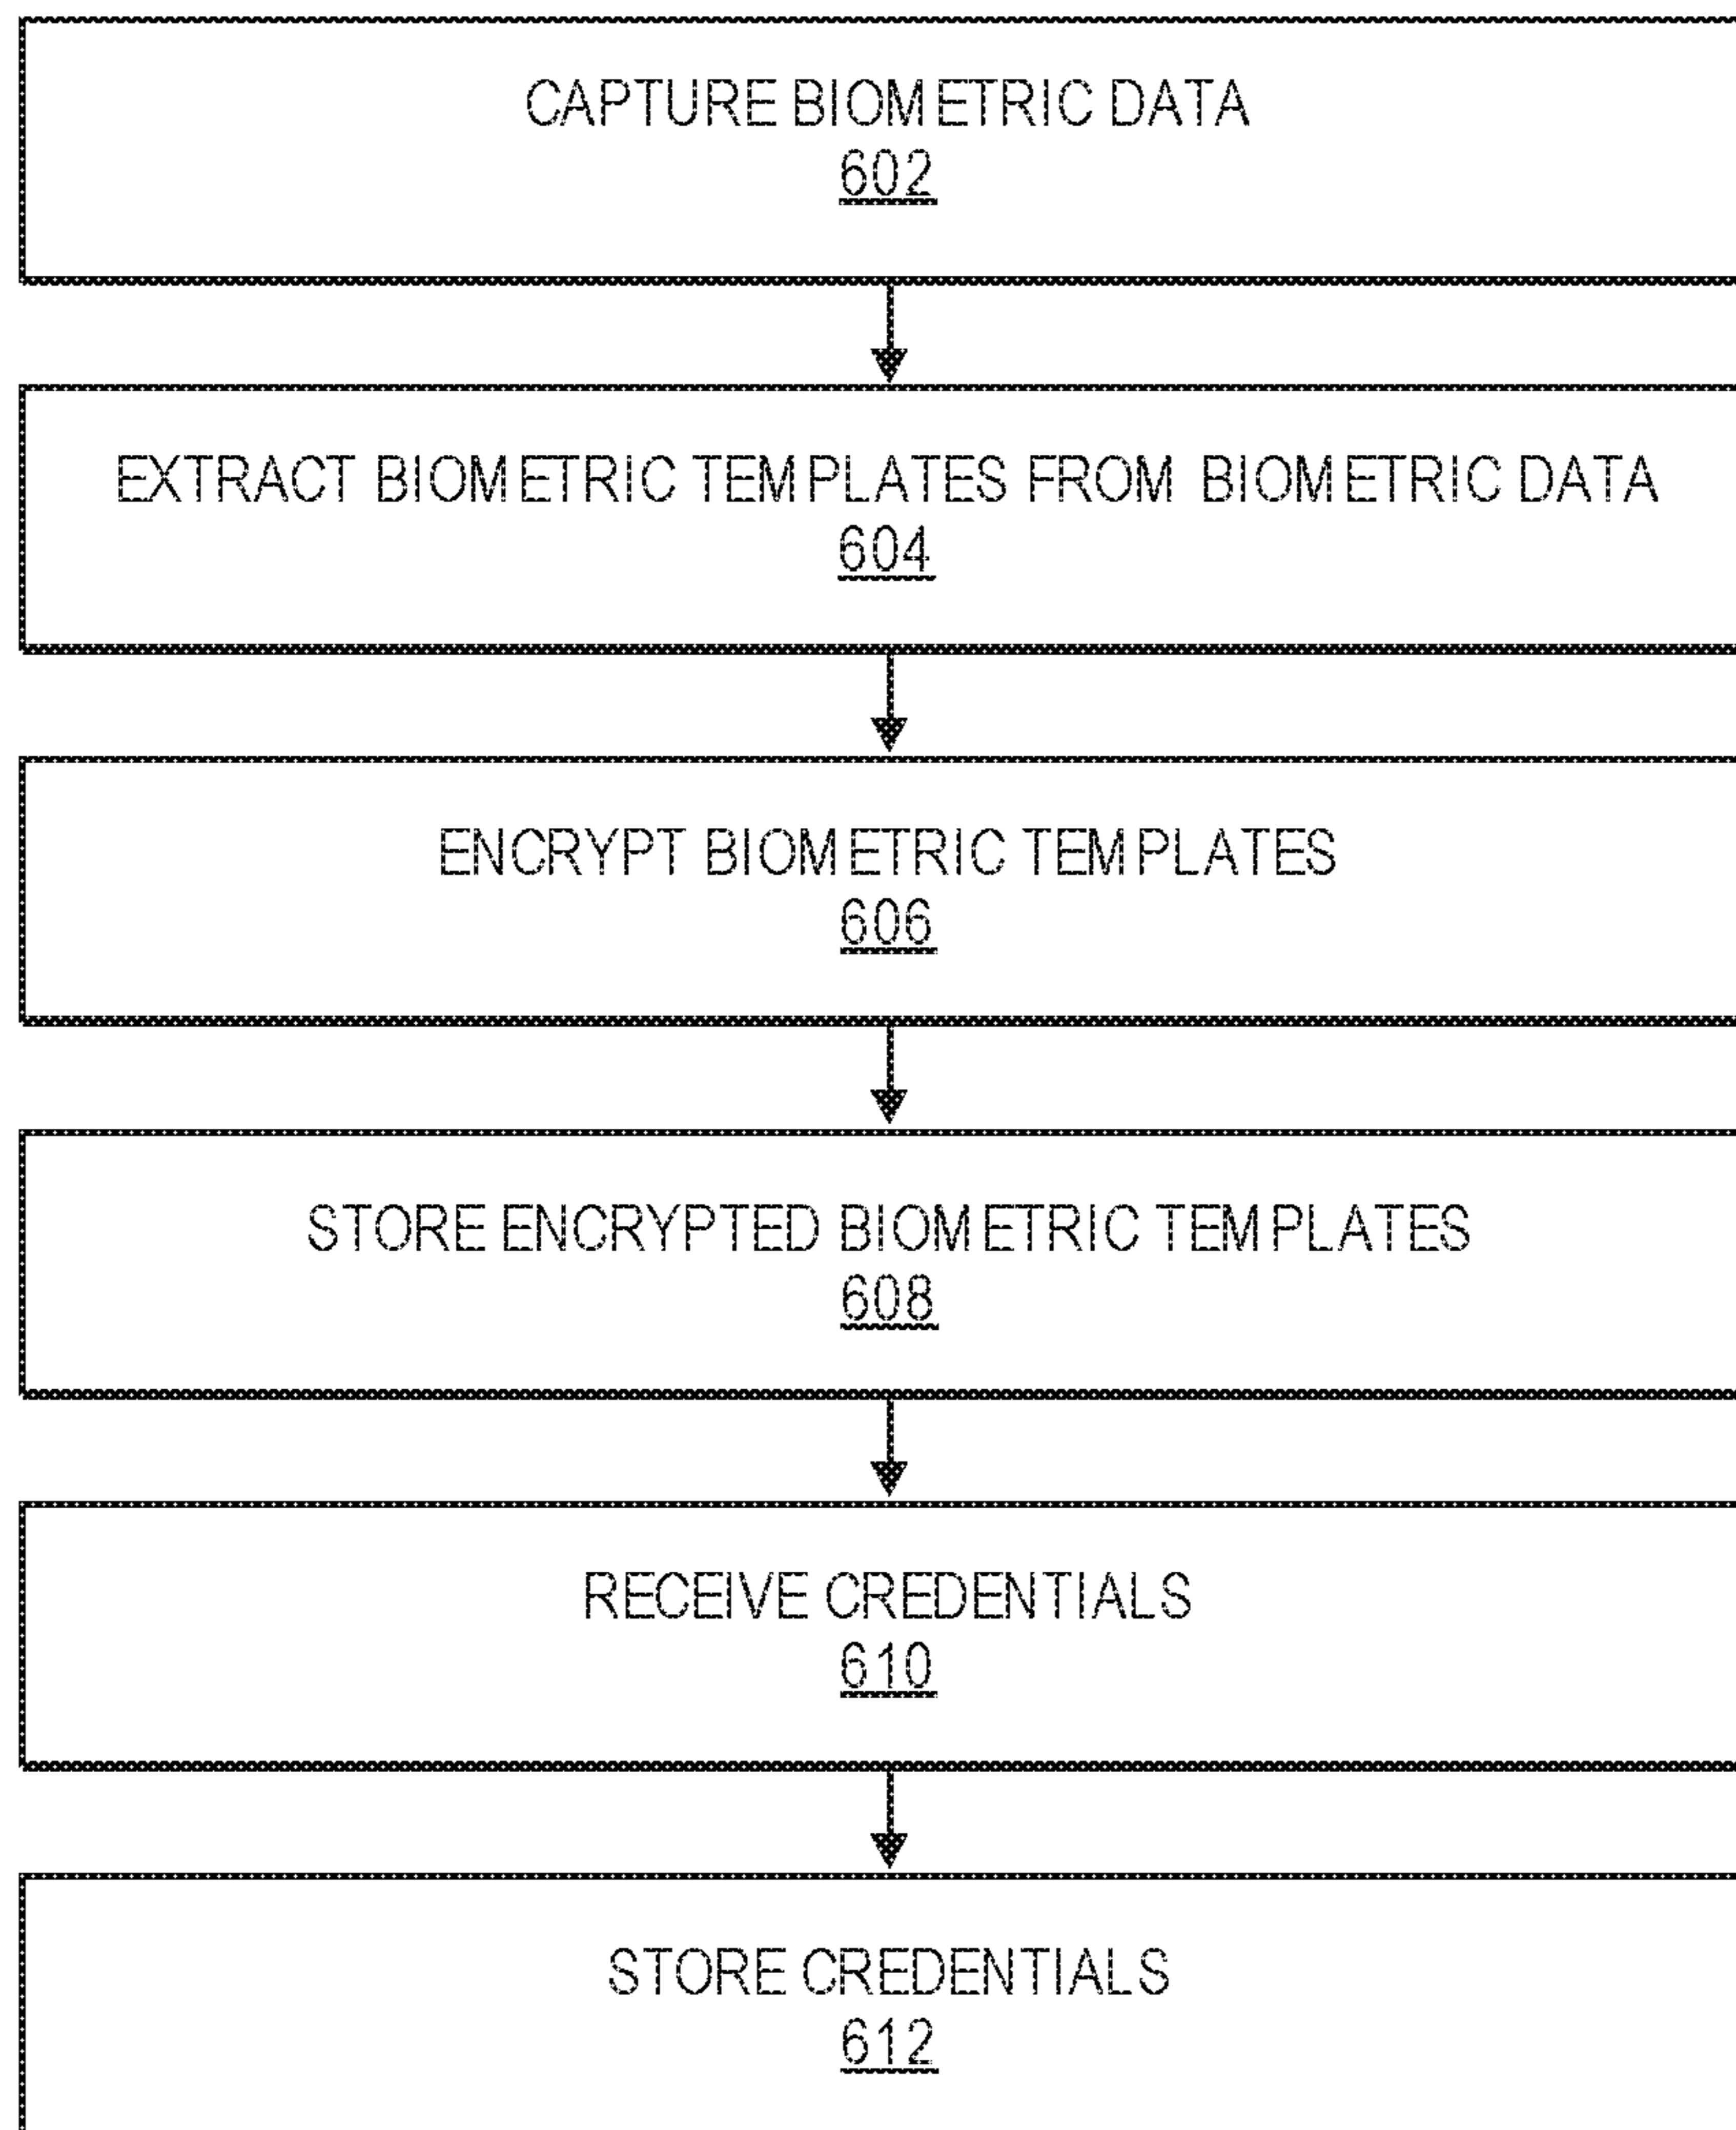 CAPTURE BIOMETRIC DATA
602
EXTRACT BIOMETRIC TEMPLATES FROM BIOMETRIC DATA
604
ENCRYPT BIOMETRIC TEMPLATES
606
STORE ENCRYPTED BIOMETRIC TEMPLATES
608
RECEIVE CREDENTIALS
610
STORE CREDENTIALS
612